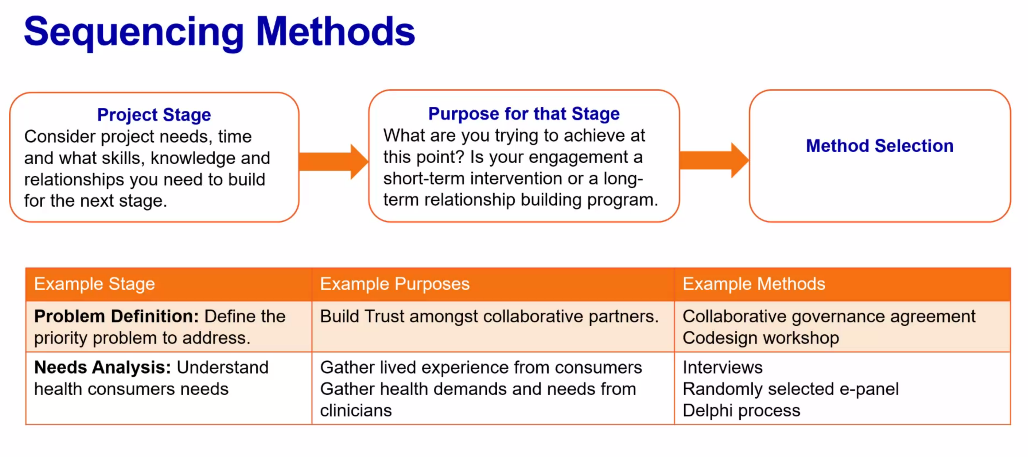 Sequencing Methods
Project Stage
Consider project needs, time
and what skills, knowledge and
relationships you need to build
for the next stage.
Purpose for that Stage
What are you trying to achieve at
this point? Is your engagement a
short-term intervention or a long-
term relationship building program.
Method Selection
Example Stage
Example Purposes
Example Methods
Problem Definition: Define the
priority problem to address.
Build Trust amongst collaborative partners.
Collaborative governance agreement
Codesign workshop
Needs Analysis: Understand
health consumers needs
Gather lived experience from consumers
Gather health demands and needs from
clinicians
Interviews
Randomly selected e-panel
Delphi process